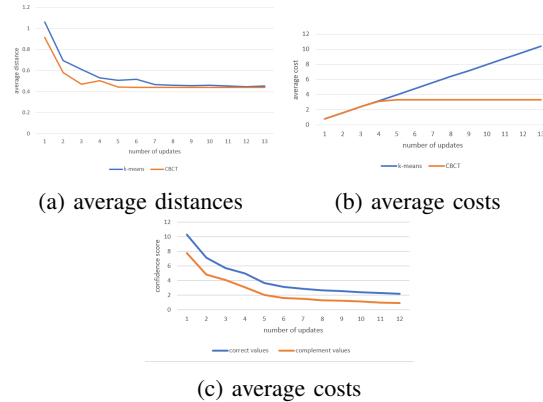 1.2
1
0.8
0.6
0.4
0.2
0
average distance
1 2 3 4 5 6 7 8 9 10 11 12 13
number of updates
k-means CBCT
(a) average distances
12
10
8
6
4
2
0
average cost
1 2 3 4 5 6 7 8 9 10 11 12 13
number of updates
k-means CBCT
(b) average costs
12
10
8
6
4
2
0
confidence score
1 2 3 4 5 6 7 8 9 10 11 12
number of updates
correct values complement values
(c) average costs